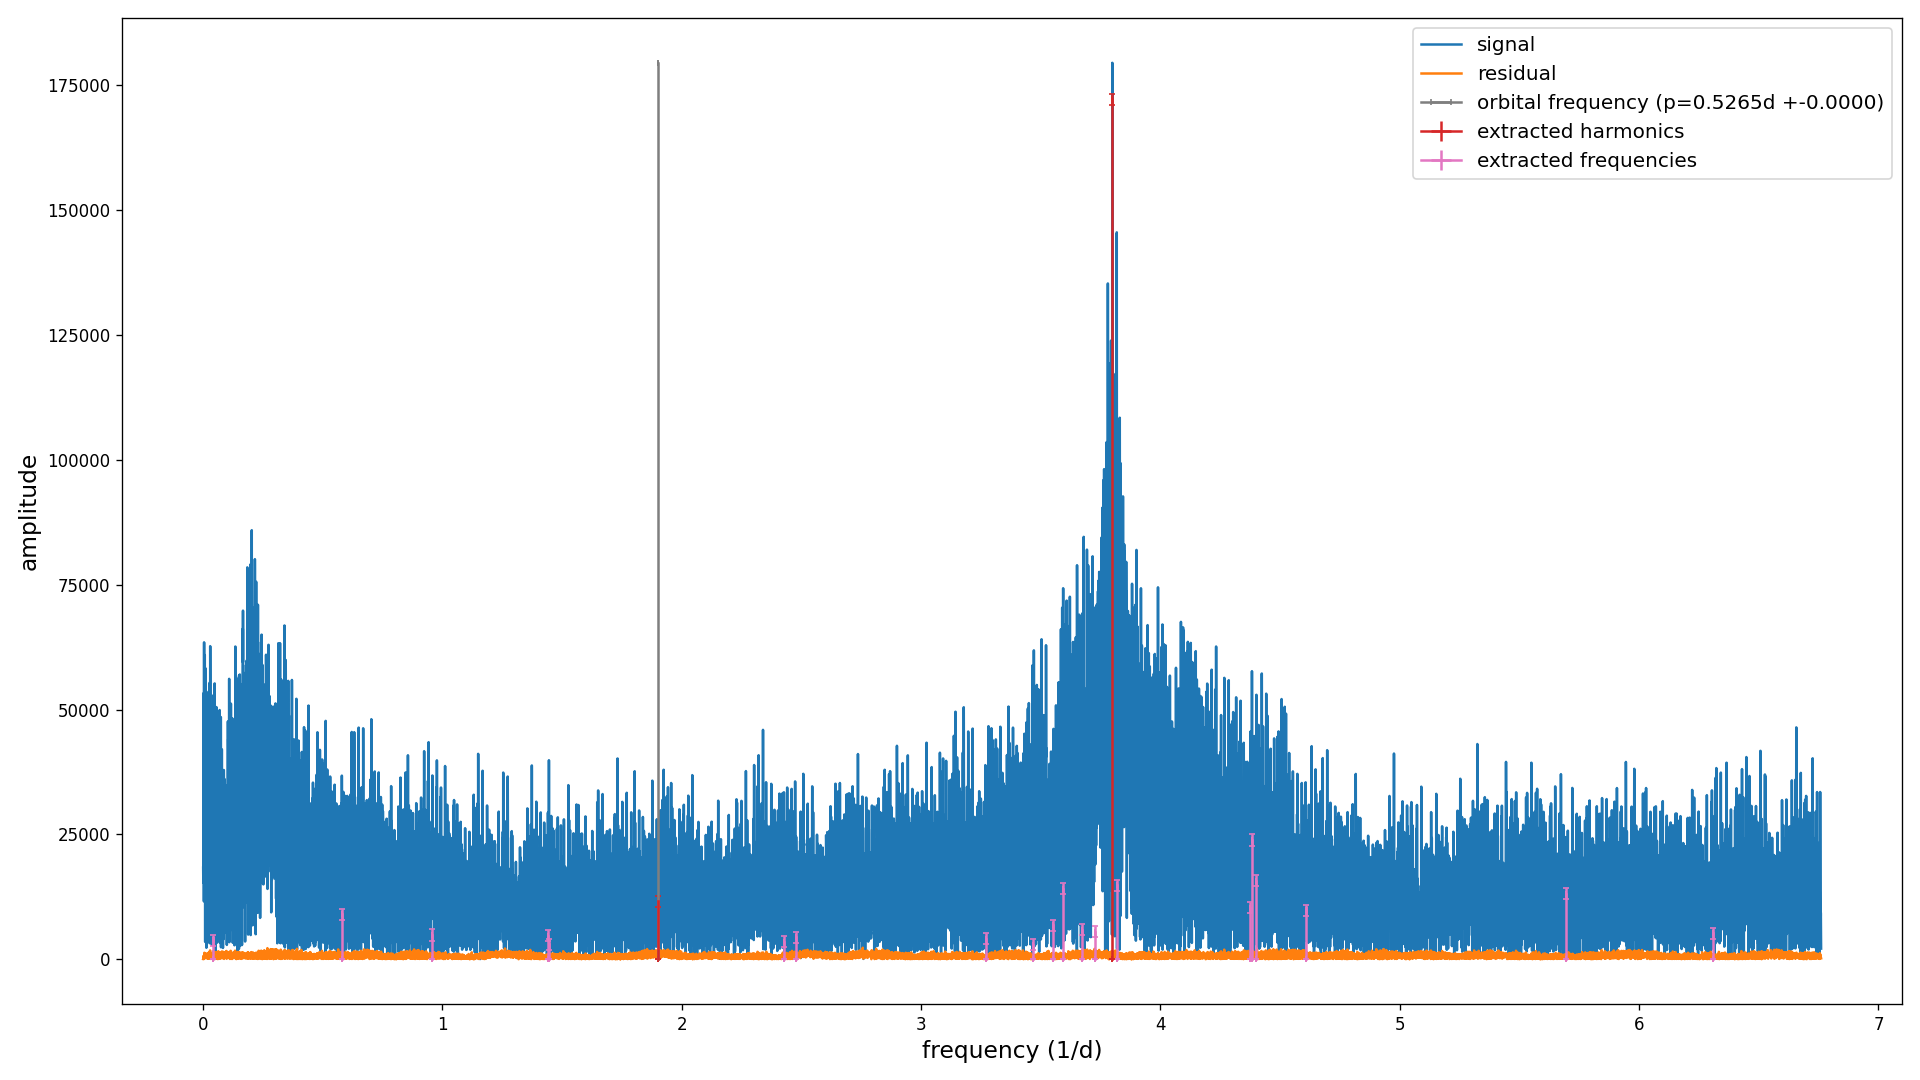 signal
residual
orbital frequency (p=0.5265d +-0.0000)
extracted harmonics
extracted frequencies
175000
150000
125000
100000
75000
50000
25000
0
amplitude
0 1 2 3 4 5 6 7
frequency (1/d)